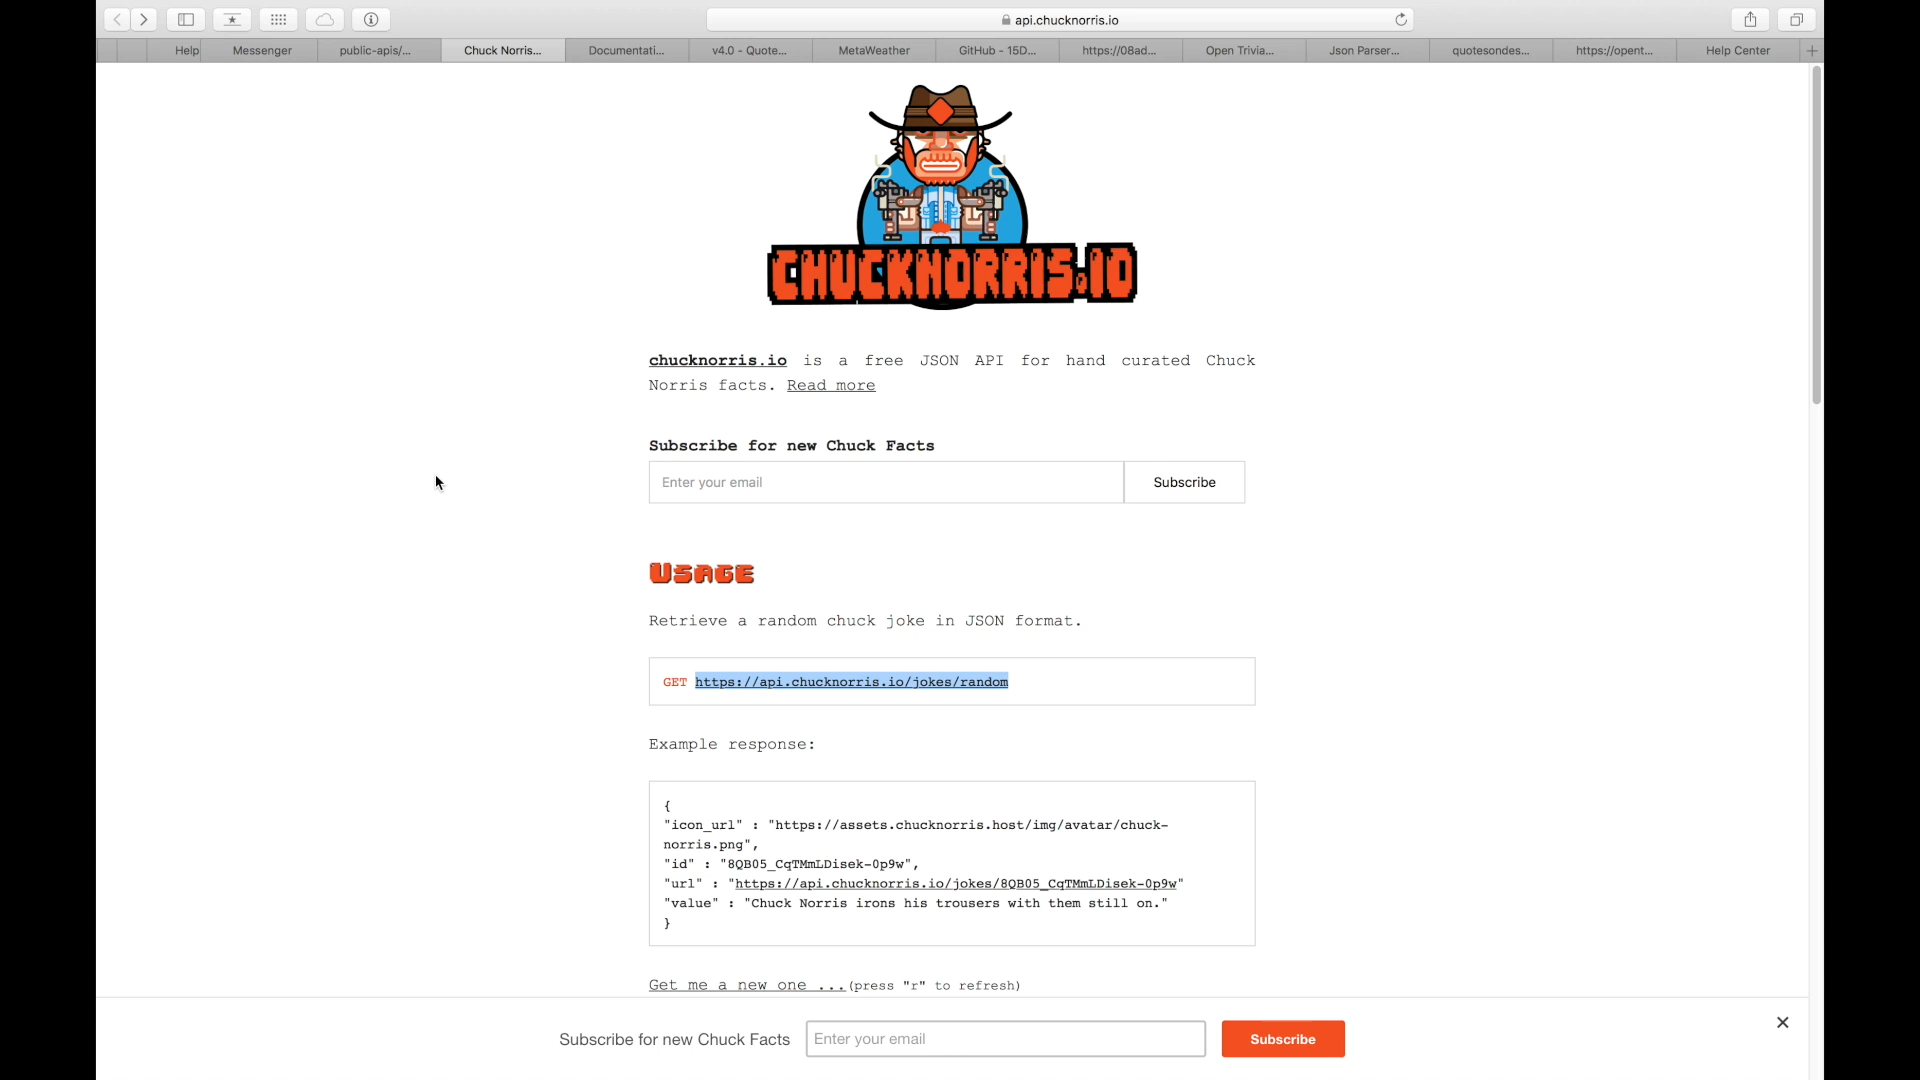 api.chucknorris.io
Help
Messenger
public-apis/...
Chuck Norris...
Documentati...
v4.0 - Quote...
MetaWeather
GitHub - 15D...
https://08ad...
Open Trivia...
Json Parser...
quotesondes...
https://opent...
Help Center
CHUCKNORRIS.IO
chucknorris.io is a free JSON API for hand curated Chuck
Norris facts. Read more
Subscribe for new Chuck Facts
Enter your email
Subscribe
USAGE
Retrieve a random chuck joke in JSON format.
GET https://api.chucknorris.io/jokes/random
Example response:
{
"icon_url" : "https://assets.chucknorris.host/img/avatar/chuck-
norris.png",
"id" : "8QB05_CqTMmLDisek-0p9w",
"url" : "https://api.chucknorris.io/jokes/8QB05_CqTMmLDisek-0p9w"
"value" : "Chuck Norris irons his trousers with them still on."
}
Get me a new one ...(press "r" to refresh)
Subscribe for new Chuck Facts
Enter your email
Subscribe